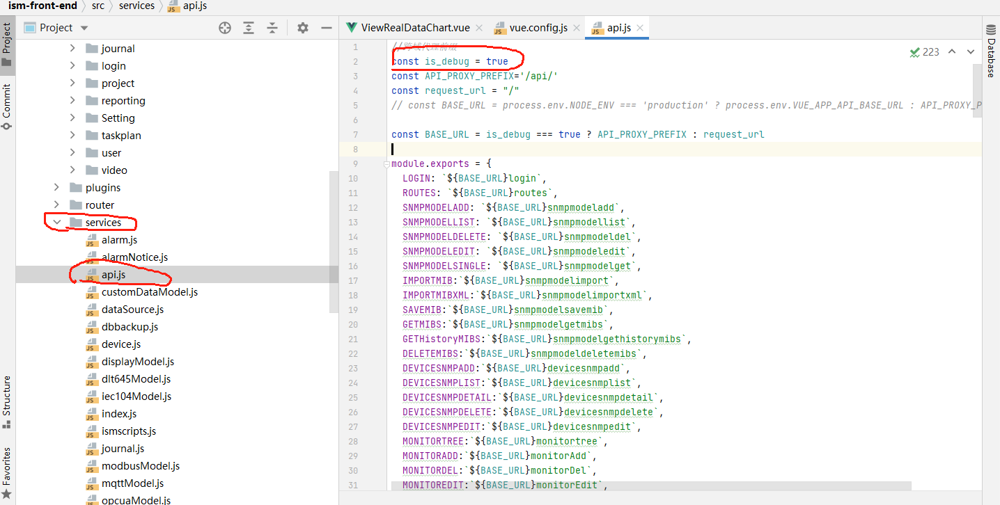 ism-front-end
src
services
api.js
Project
ViewRealDataChart.vue
vue.config.js
api.js
Project
Commit
Structure
Favorites
Database
journal
login
project
reporting
Setting
taskplan
user
video
plugins
router
services
alarm.js
alarmNotice.js
api.js
customDataModel.js
dataSource.js
dbbackup.js
device.js
displayModel.js
dlt645Model.js
iec104Model.js
index.js
ismscripts.js
journal.js
modbusModel.js
mqttModel.js
opcuaModel.js
223
1 //跨域代理前缀
2 const is_debug = true
3 const API_PROXY_PREFIX='/api/'
4 const request_url = "/"
5 // const BASE_URL = process.env.NODE_ENV === 'production' ? process.env.VUE_APP_API_BASE_URL : API_PROXY_P
6
7 const BASE_URL = is_debug === true ? API_PROXY_PREFIX : request_url
8
9 module.exports = {
10 LOGIN: `${BASE_URL}login`,
11 ROUTES: `${BASE_URL}routes`,
12 SNMPMODELADD: `${BASE_URL}snmpmodeladd`,
13 SNMPMODELLIST: `${BASE_URL}snmpmodellist`,
14 SNMPMODELDELETE: `${BASE_URL}snmpmodeldel`,
15 SNMPMODELEDIT: `${BASE_URL}snmpmodeledit`,
16 SNMPMODELSINGLE: `${BASE_URL}snmpmodelget`,
17 IMPORTMIB:`${BASE_URL}snmpmodelimport`,
18 IMPORTMIBXML:`${BASE_URL}snmpmodelimportxml`,
19 SAVEMIB:`${BASE_URL}snmpmodelsavemib`,
20 GETMIBS:`${BASE_URL}snmpmodelgetmibs`,
21 GETHistoryMIBS:`${BASE_URL}snmpmodelgethistorymibs`,
22 DELETEMIBS:`${BASE_URL}snmpmodeldeletemibs`,
23 DEVICESNMPADD:`${BASE_URL}devicesnmpadd`,
24 DEVICESNMPLIST:`${BASE_URL}devicesnmplist`,
25 DEVICESNMPDETAIL:`${BASE_URL}devicesnmpdetail`,
26 DEVICESNMPDELETE:`${BASE_URL}devicesnmpdelete`,
27 DEVICESNMPEDIT:`${BASE_URL}devicesnmpedit`,
28 MONITORTREE:`${BASE_URL}monitortree`,
29 MONITORADD:`${BASE_URL}monitorAdd`,
30 MONITORDEL:`${BASE_URL}monitorDel`,
31 MONITOREDIT:`${BASE_URL}monitorEdit`,